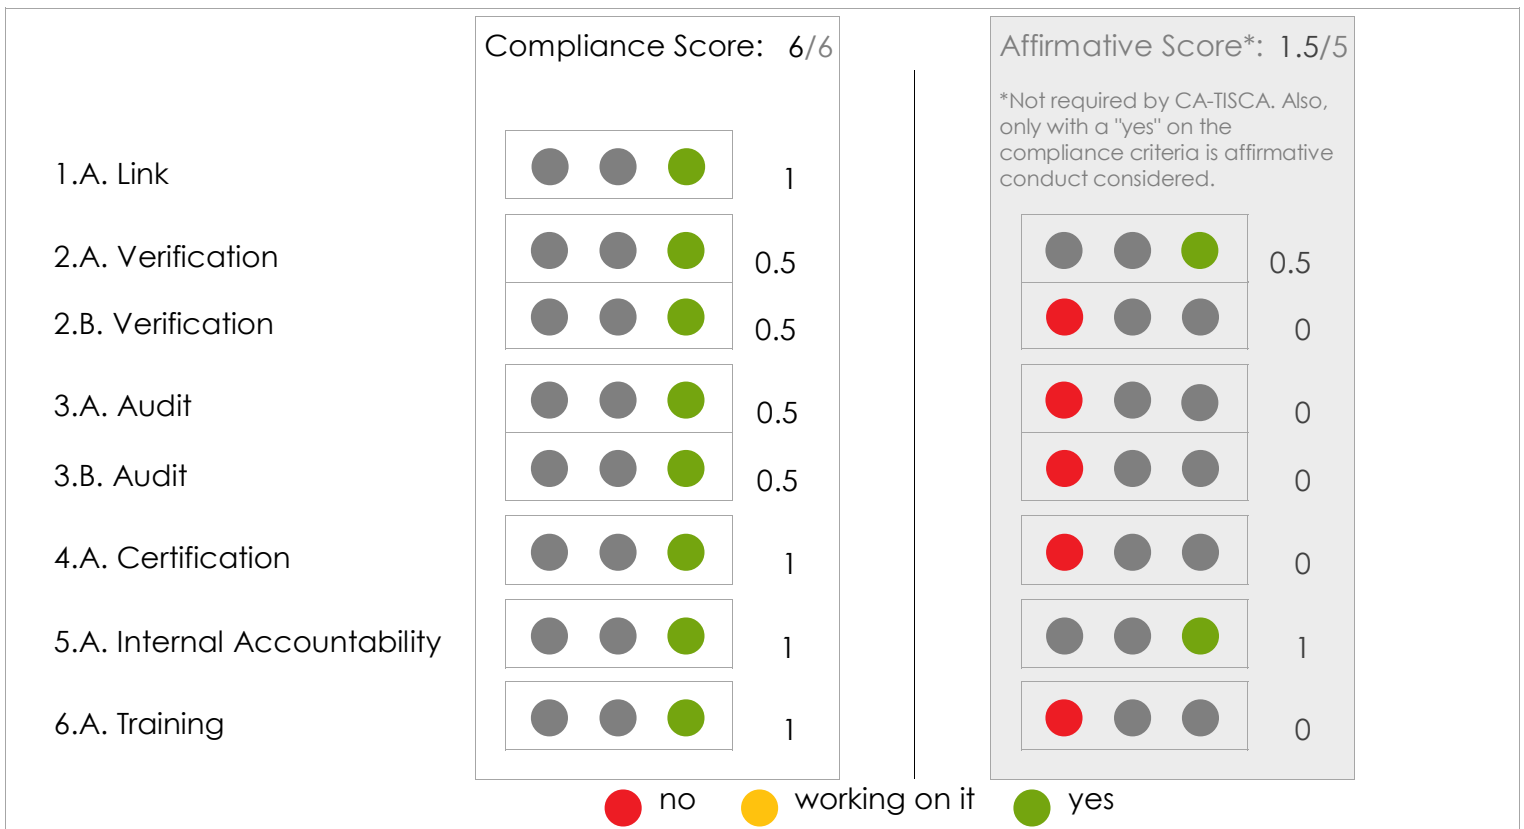 Compliance Score: 6/6
Affirmative Score*: 1.5/5
*Not required by CA-TISCA. Also,
only with a "yes" on the
compliance criteria is affirmative
conduct considered.
1.A. Link 1
2.A. Verification 0.5 0.5
2.B. Verification 0.5 0
3.A. Audit 0.5 0
3.B. Audit 0.5 0
4.A. Certification 1 0
5.A. Internal Accountability 1 1
6.A. Training 1 0
no working on it yes